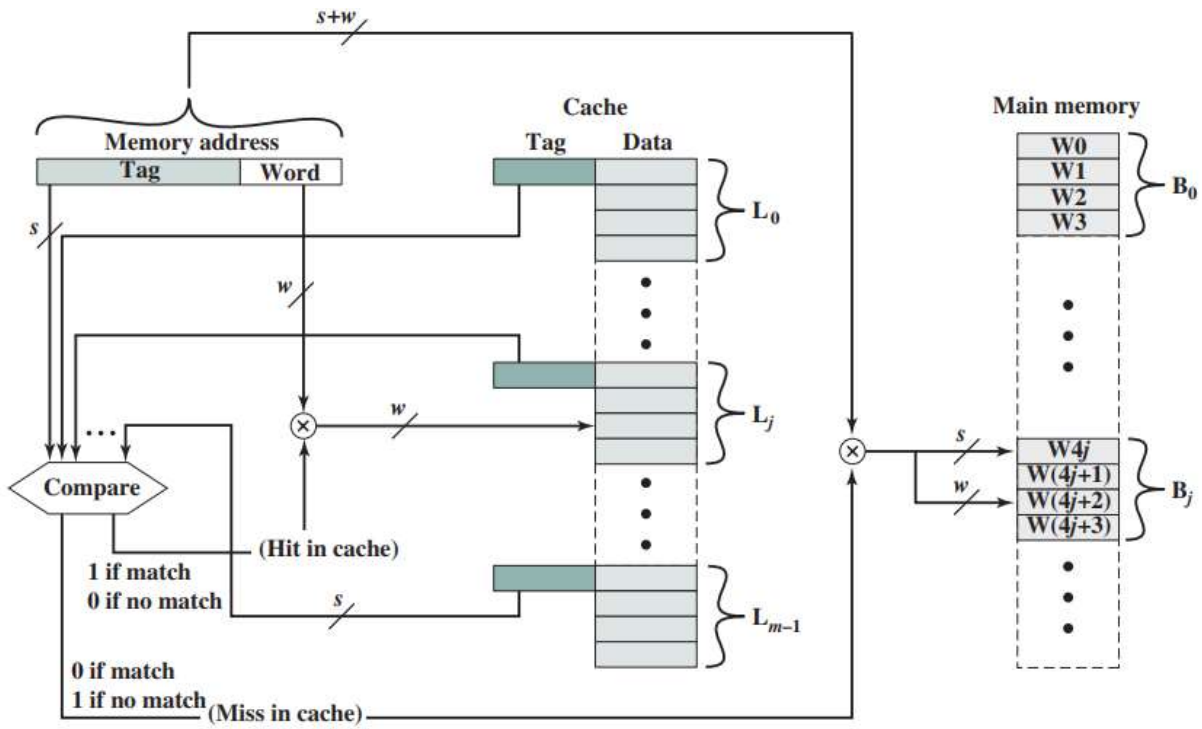 s+w
Cache
Main memory
Memory address
Tag
Data
Tag
Word
W0
W1
W2
W3
B0
L0
s
w
w
Lj
Compare
s
w
W4j
W(4j+1)
W(4j+2)
W(4j+3)
Bj
(Hit in cache)
1 if match
0 if no match
s
Lm–1
0 if match
1 if no match
(Miss in cache)